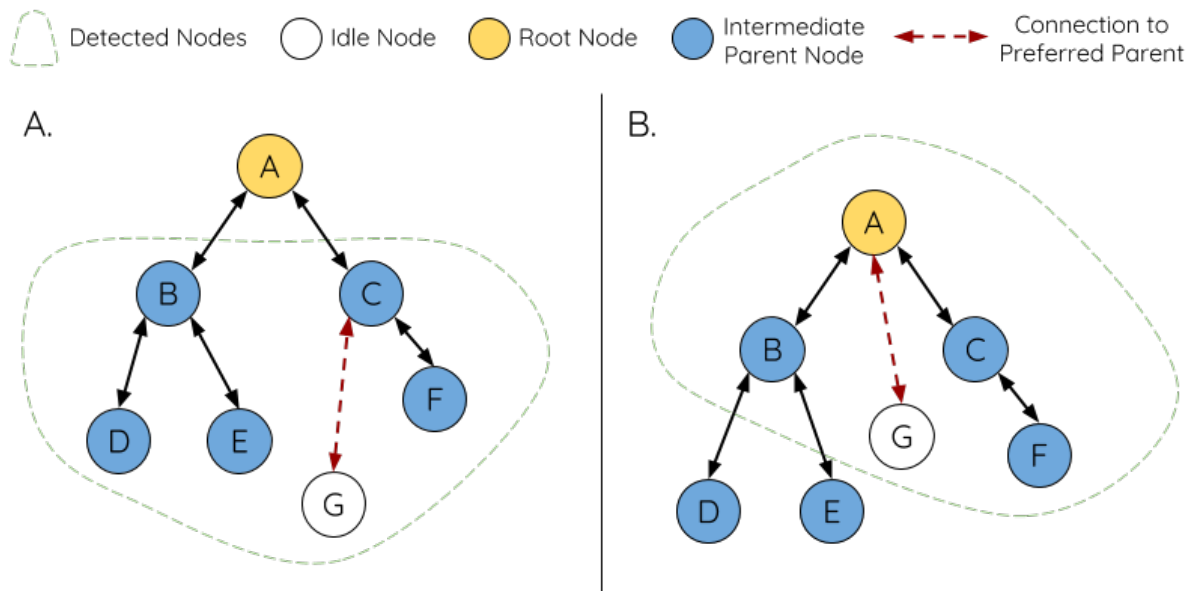 Detected Nodes
Idle Node
Root Node
Intermediate
Parent Node
Connection to
Preferred Parent
A.
A
B
C
D
E
F
G
B.
A
B
C
G
F
D
E